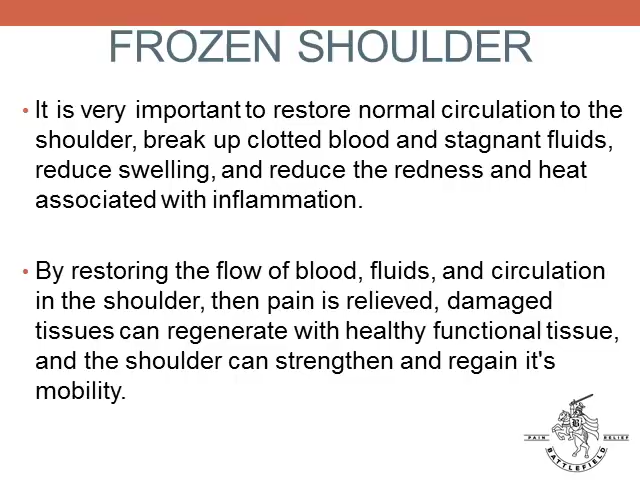 FROZEN SHOULDER
• It is very important to restore normal circulation to the
shoulder, break up clotted blood and stagnant fluids,
reduce swelling, and reduce the redness and heat
associated with inflammation.
• By restoring the flow of blood, fluids, and circulation
in the shoulder, then pain is relieved, damaged
tissues can regenerate with healthy functional tissue,
and the shoulder can strengthen and regain it's
mobility.
B
PAIN RELIEF
BATTLEFIELD